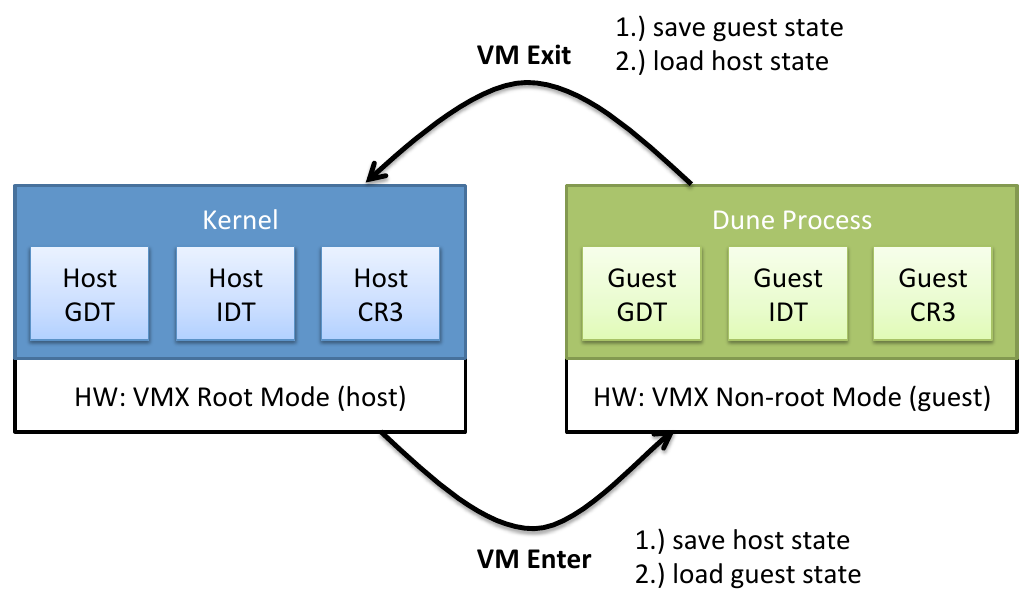 1.) save guest state
VM Exit
2.) load host state
Kernel
Host
GDT
Host
IDT
Host
CR3
HW: VMX Root Mode (host)
Dune Process
Guest
GDT
Guest
IDT
Guest
CR3
HW: VMX Non-root Mode (guest)
VM Enter
1.) save host state
2.) load guest state